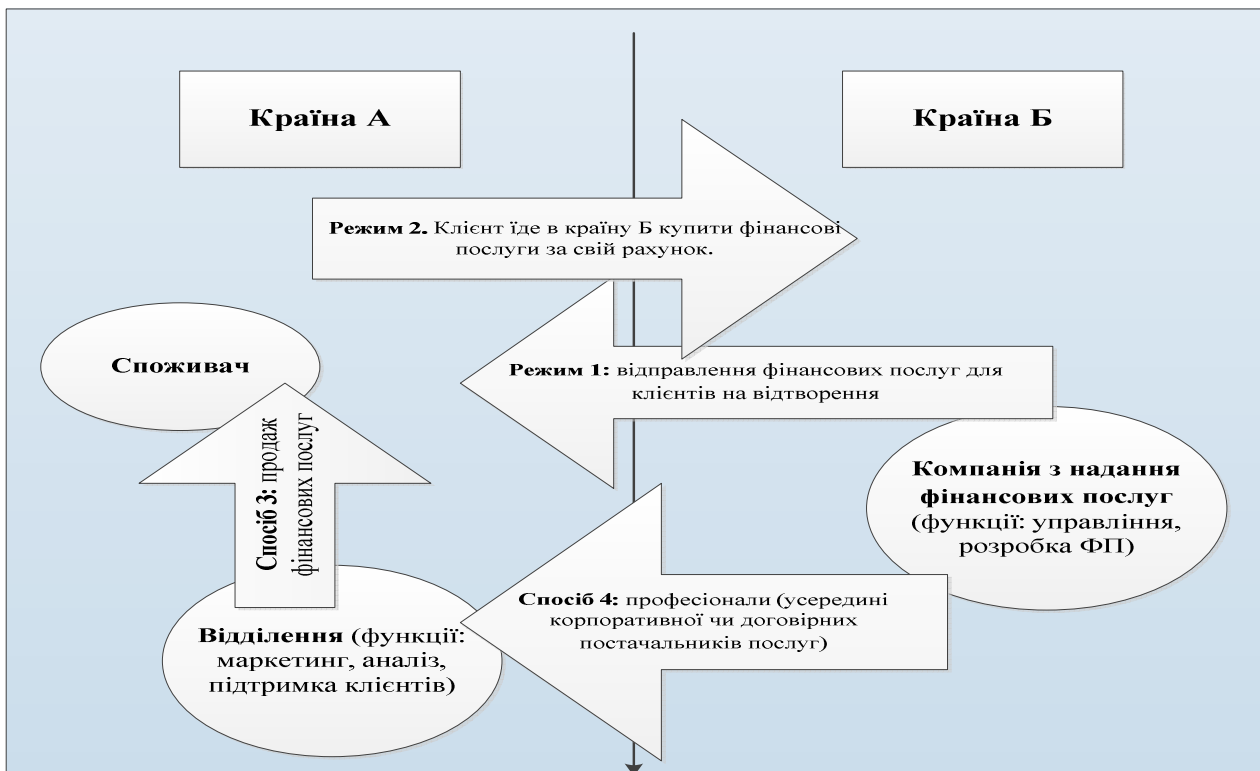 Країна А
Країна Б
Режим 2. Клієнт їде в країну Б купити фінансові
послуги за свій рахунок.
Споживач
Режим 1: відправлення фінансових послуг для
клієнтів на відтворення
Спосіб 3: продаж
фінансових послуг
Компанія з надання
фінансових послуг
(функції: управління,
розробка ФП)
Спосіб 4: професіонали (усередині
корпоративної чи договірних
постачальників послуг)
Відділення (функції:
маркетинг, аналіз,
підтримка клієнтів)